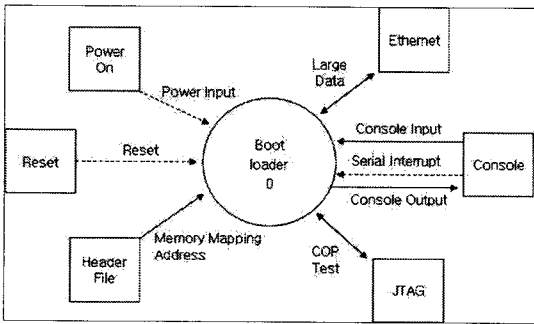 Power
On
Ethernet
Large
Data
Power Input
Console Input
Reset
Reset
Boot
loader
0
Serial Interrupt
Console
Console Output
Header
File
Memory Mapping
Address
COP
Test
JTAG